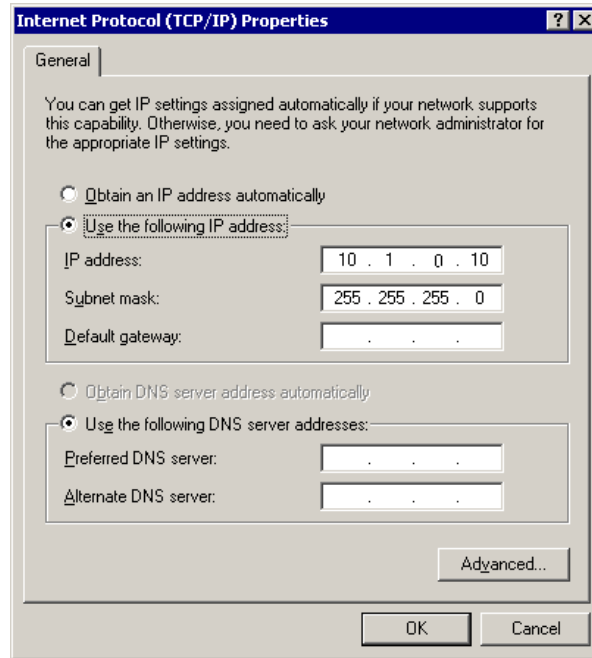 Internet Protocol (TCP/IP) Properties
General
You can get IP settings assigned automatically if your network supports
this capability. Otherwise, you need to ask your network administrator for
the appropriate IP settings.
Obtain an IP address automatically
Use the following IP address:
IP address: 10 . 1 . 0 . 10
Subnet mask: 255 . 255 . 255 . 0
Default gateway: . . .
Obtain DNS server address automatically
Use the following DNS server addresses:
Preferred DNS server: . . .
Alternate DNS server: . . .
Advanced...
OK Cancel